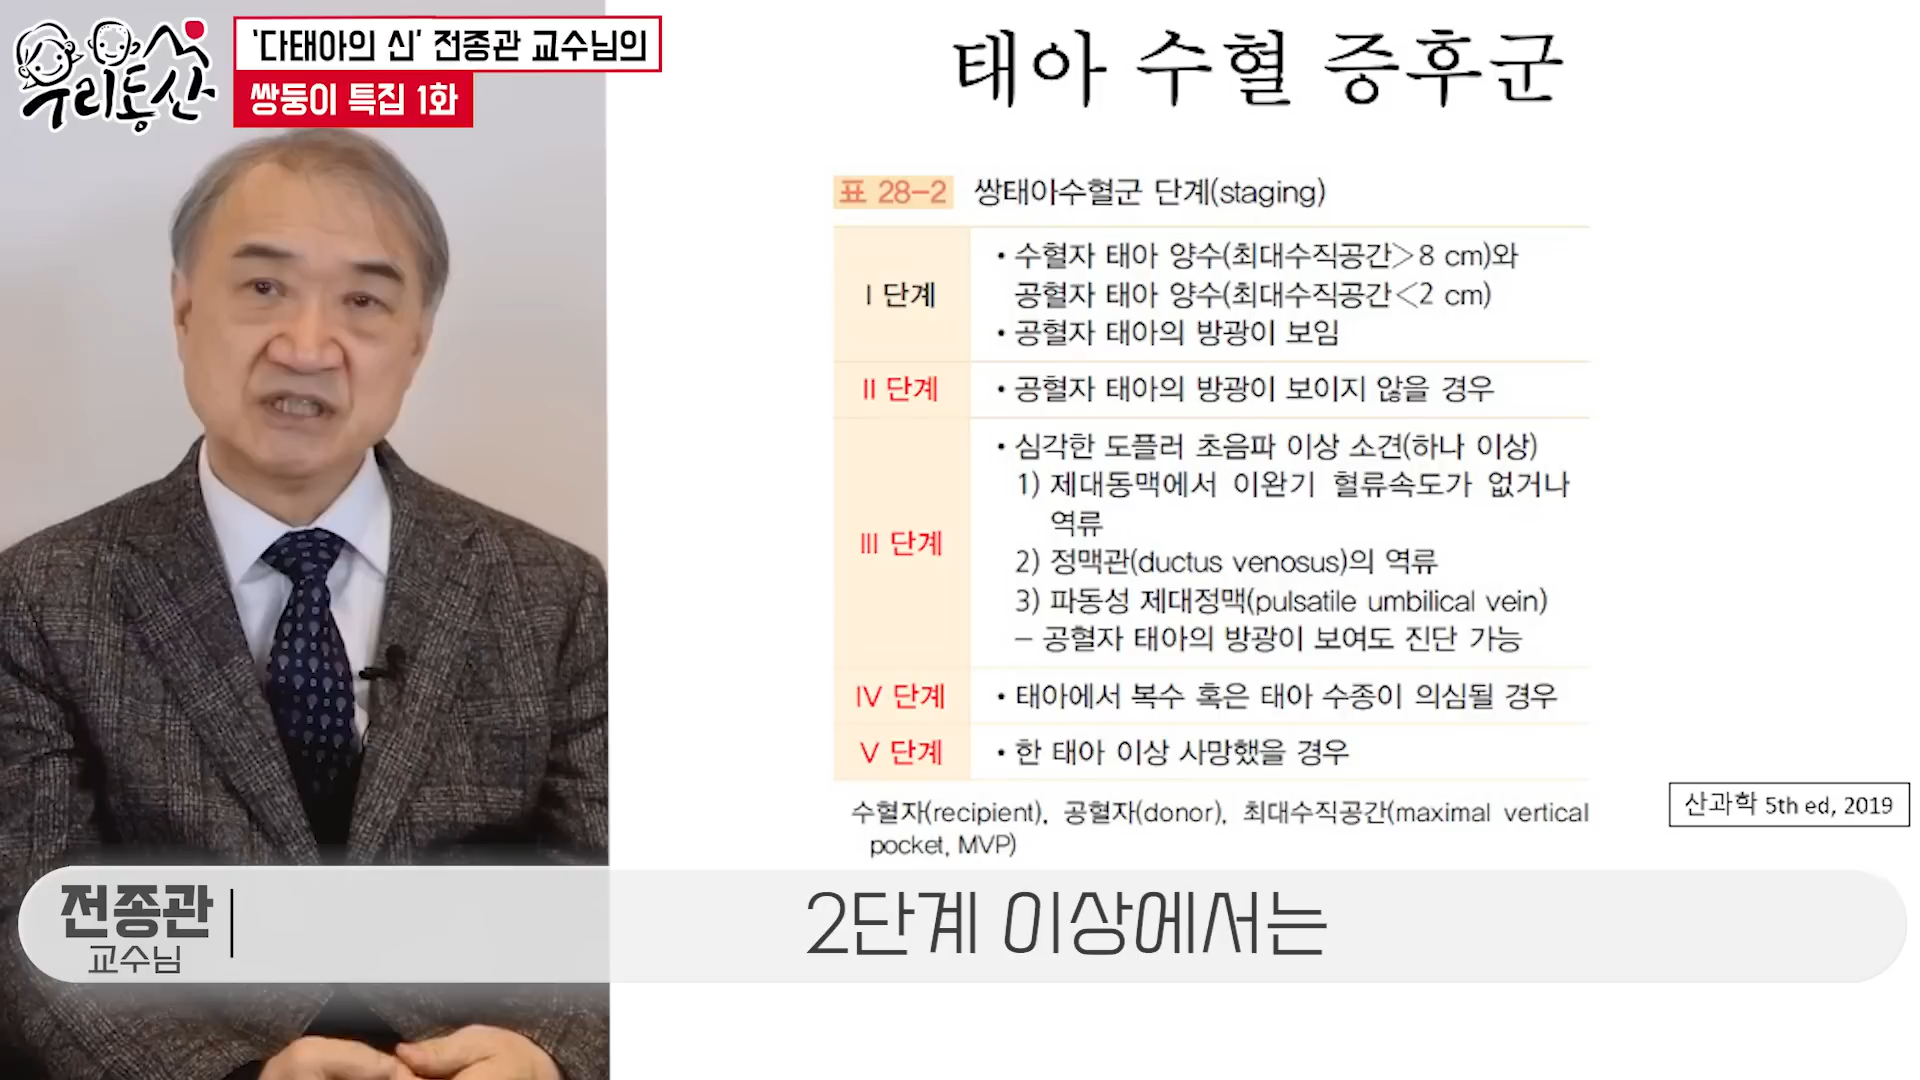 우리동산
'다태아의 신' 전종관 교수님의
쌍둥이 특집 1화
태아 수혈 증후군
표 28-2 쌍태아수혈군 단계(staging)
I 단계
• 수혈자 태아 양수(최대수직공간>8 cm)와
공혈자 태아 양수(최대수직공간<2 cm)
• 공혈자 태아의 방광이 보임
II 단계
• 공혈자 태아의 방광이 보이지 않을 경우
III 단계
• 심각한 도플러 초음파 이상 소견(하나 이상)
1) 제대동맥에서 이완기 혈류속도가 없거나
역류
2) 정맥관(ductus venosus)의 역류
3) 파동성 제대정맥(pulsatile umbilical vein)
– 공혈자 태아의 방광이 보여도 진단 가능
IV 단계
• 태아에서 복수 혹은 태아 수종이 의심될 경우
V 단계
• 한 태아 이상 사망했을 경우
수혈자(recipient), 공혈자(donor), 최대수직공간(maximal vertical
pocket, MVP)
산과학 5th ed, 2019
전종관
교수님
2단계 이상에서는